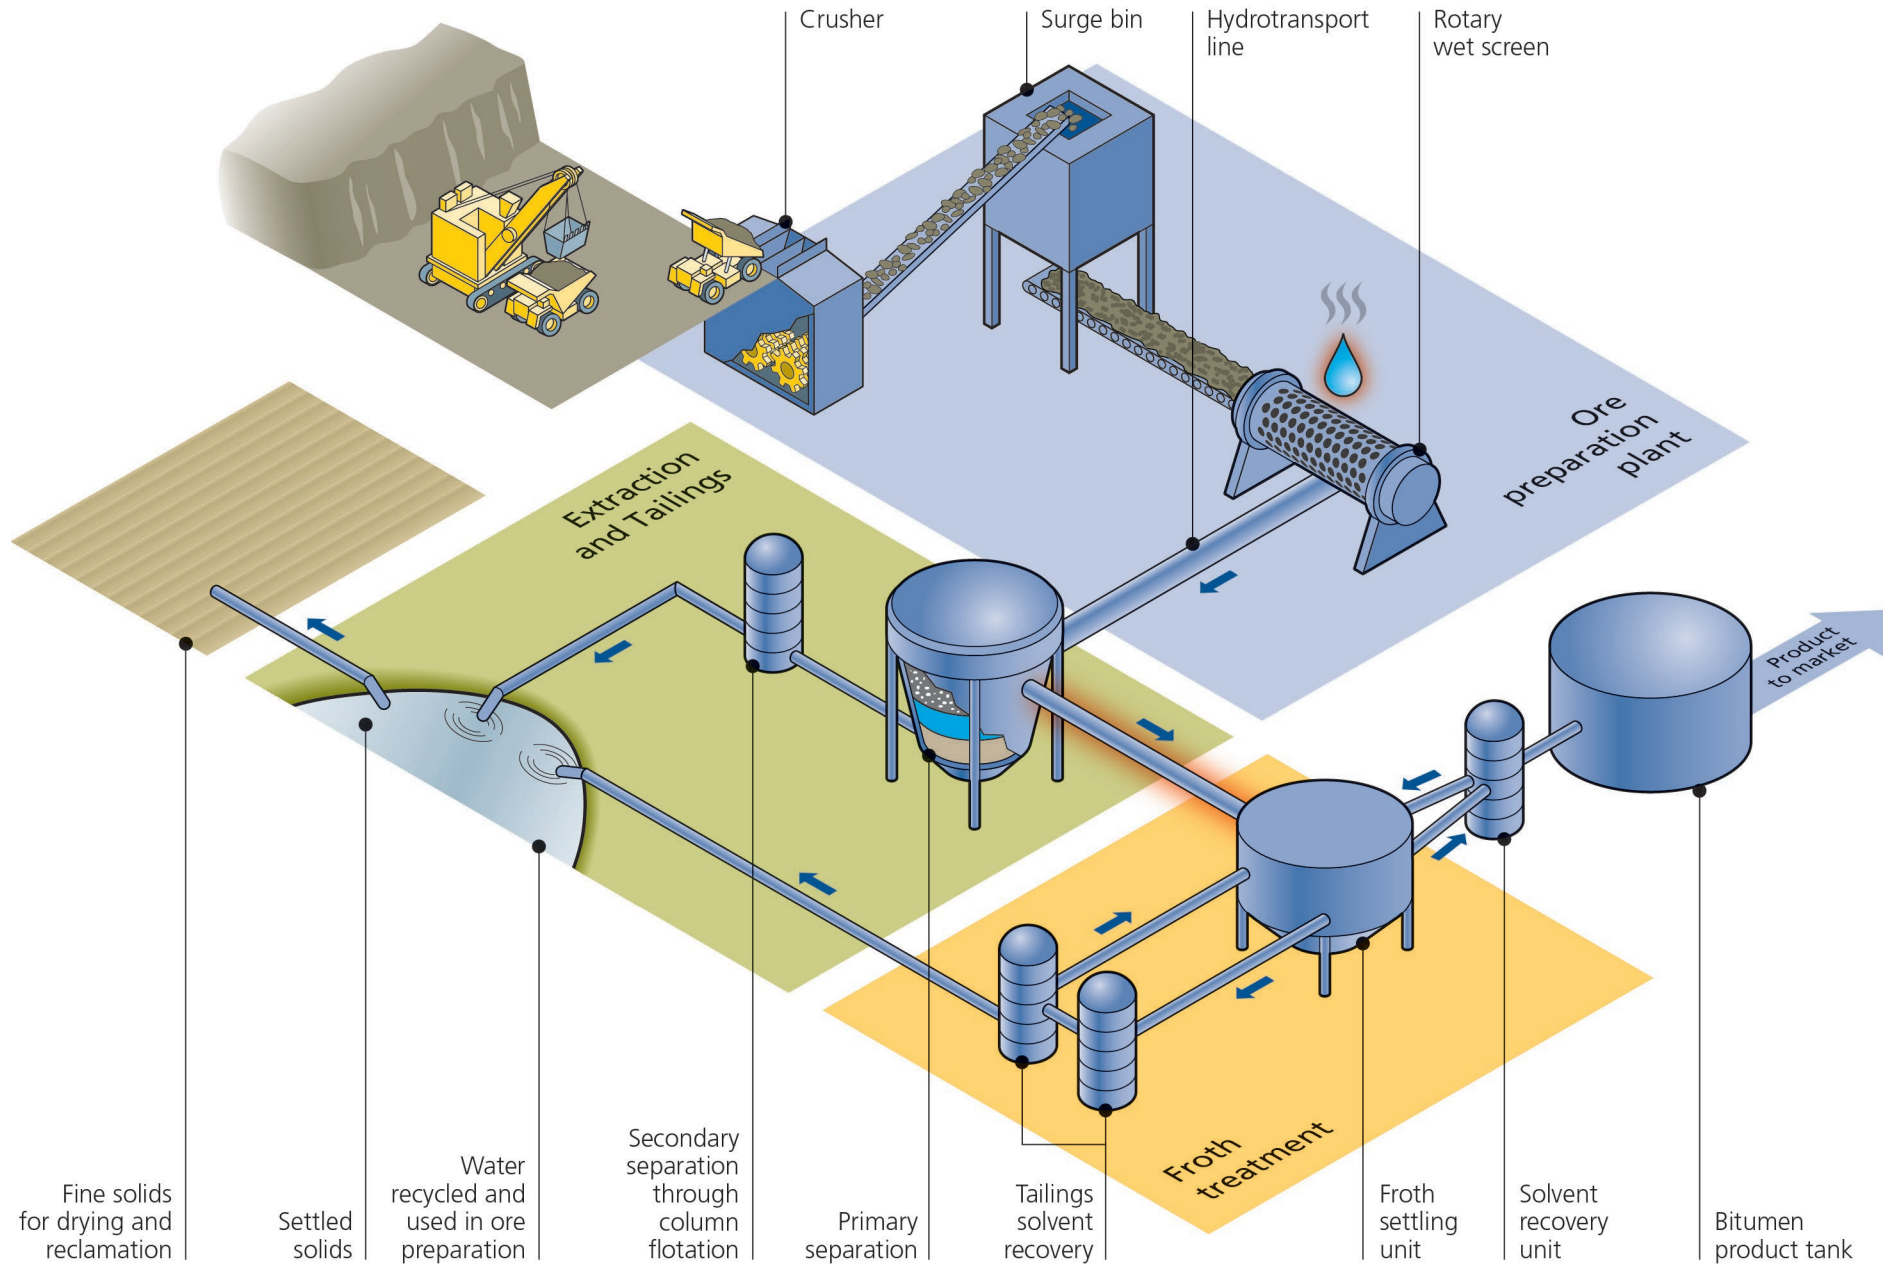 Crusher
Surge bin
Hydrotransport
line
Rotary
wet screen
Ore
preparation
plant
Extraction
and Tailings
Product
to market
Froth
treatment
Fine solids
for drying and
reclamation
Settled
solids
Water
recycled and
used in ore
preparation
Secondary
separation
through
column
flotation
Primary
separation
Tailings
solvent
recovery
Froth
settling
unit
Solvent
recovery
unit
Bitumen
product tank